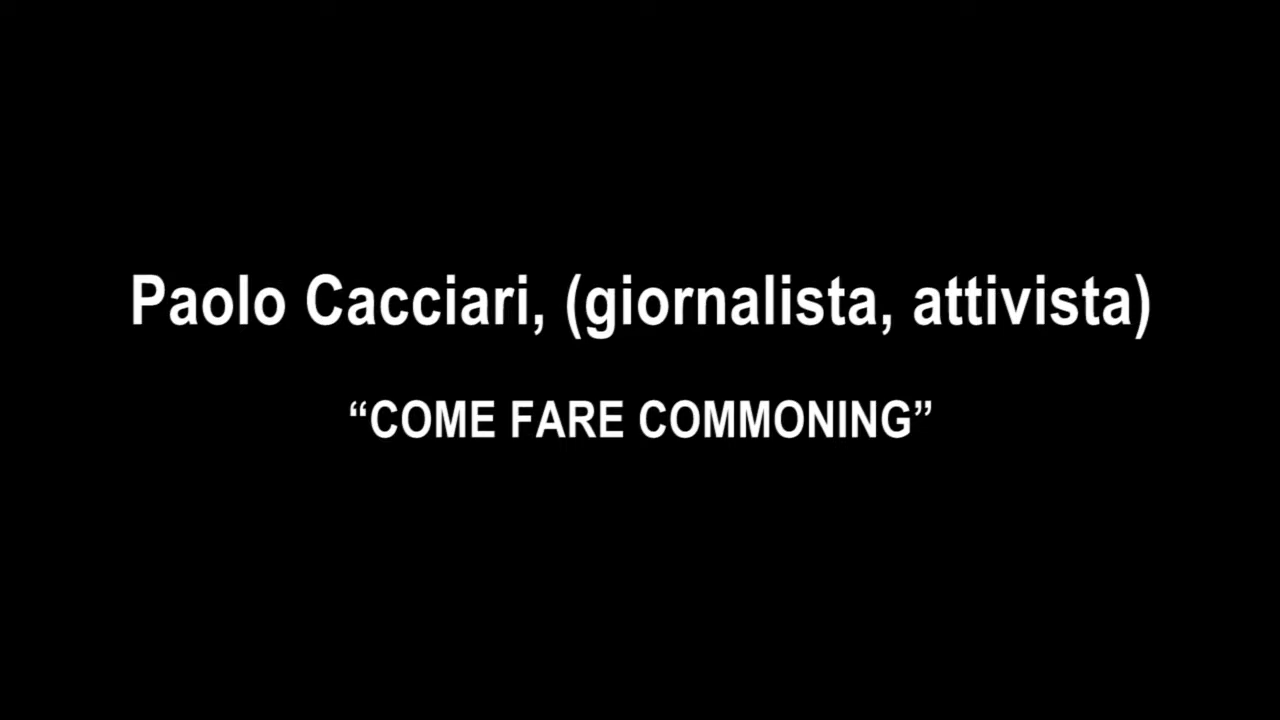 Paolo Cacciari, (giornalista, attivista)
“COME FARE COMMONING”